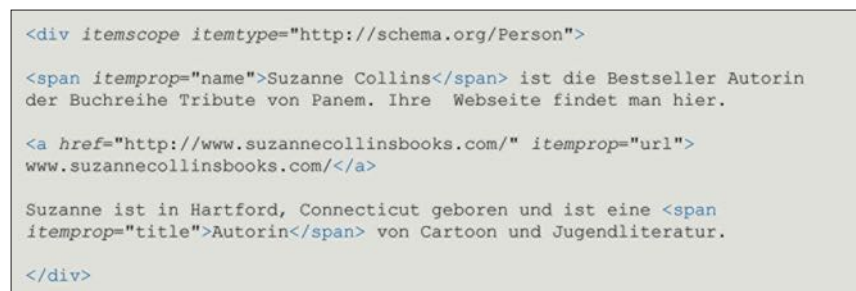 <div itemscope itemtype="http://schema.org/Person">
<span itemprop="name">Suzanne Collins</span> ist die Bestseller Autorin
der Buchreihe Tribute von Panem. Ihre  Webseite findet man hier.
<a href="http://www.suzannecollinsbooks.com/" itemprop="url">
www.suzannecollinsbooks.com/</a>
Suzanne ist in Hartford, Connecticut geboren und ist eine <span
itemprop="title">Autorin</span> von Cartoon und Jugendliteratur.
</div>